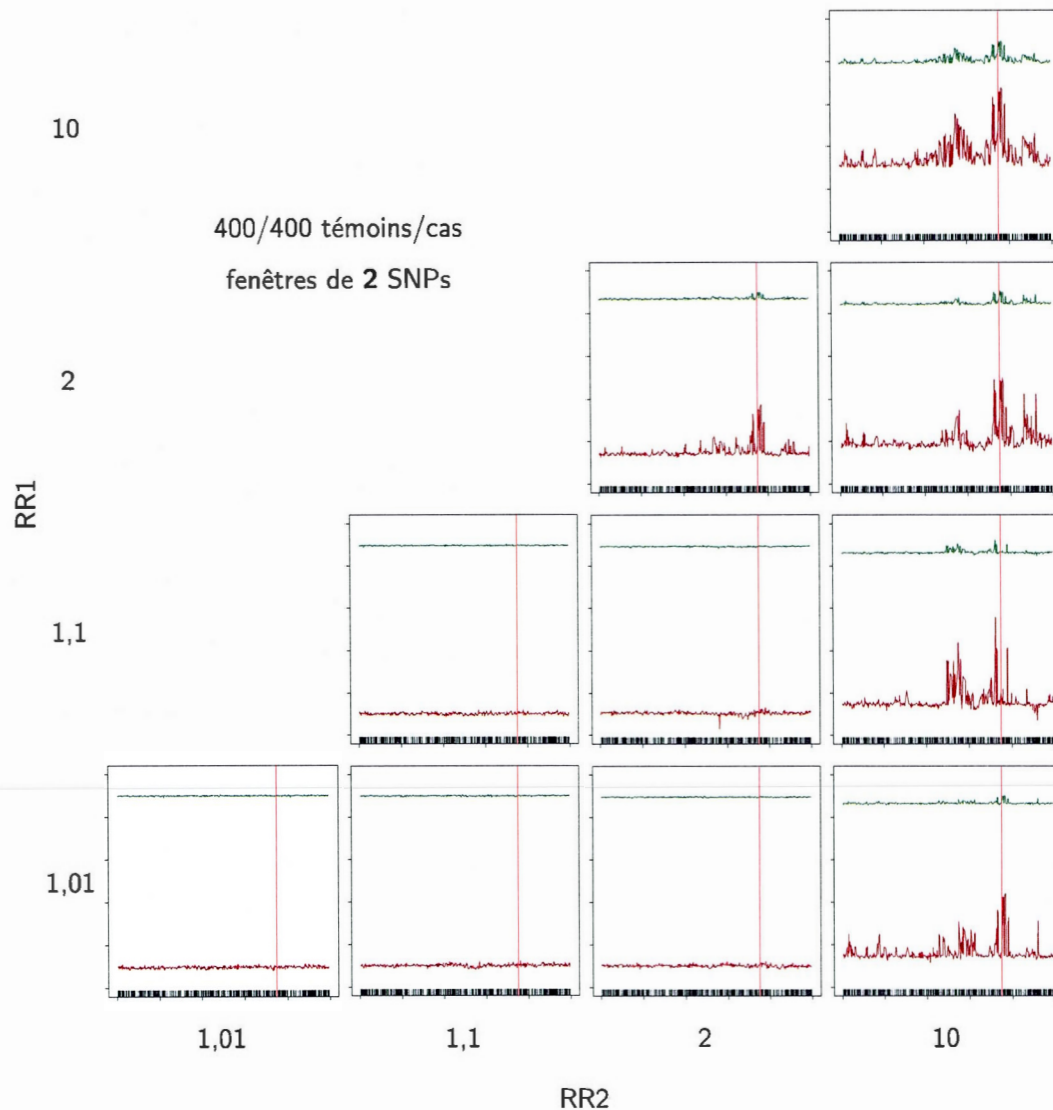 10
400/400 témoins/cas
fenêtres de 2 SNPs
2
RR1
1,1
1,01
1,01 1,1 2 10
RR2